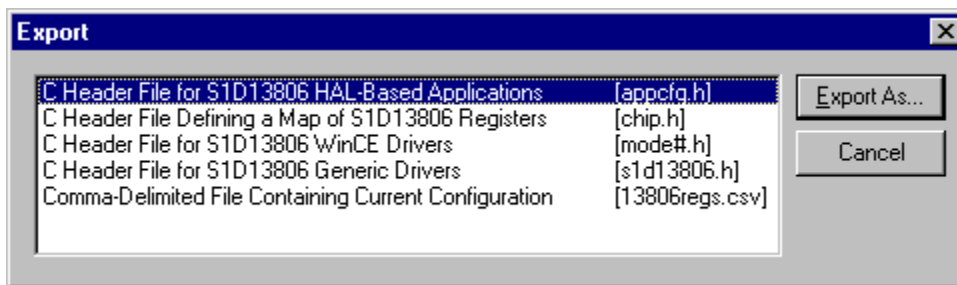 Export
C Header File for S1D13806 HAL-Based Applications [appcfg.h]
C Header File Defining a Map of S1D13806 Registers [chip.h]
C Header File for S1D13806 WinCE Drivers [mode#.h]
C Header File for S1D13806 Generic Drivers [s1d13806.h]
Comma-Delimited File Containing Current Configuration [13806regs.csv]
Export As...
Cancel